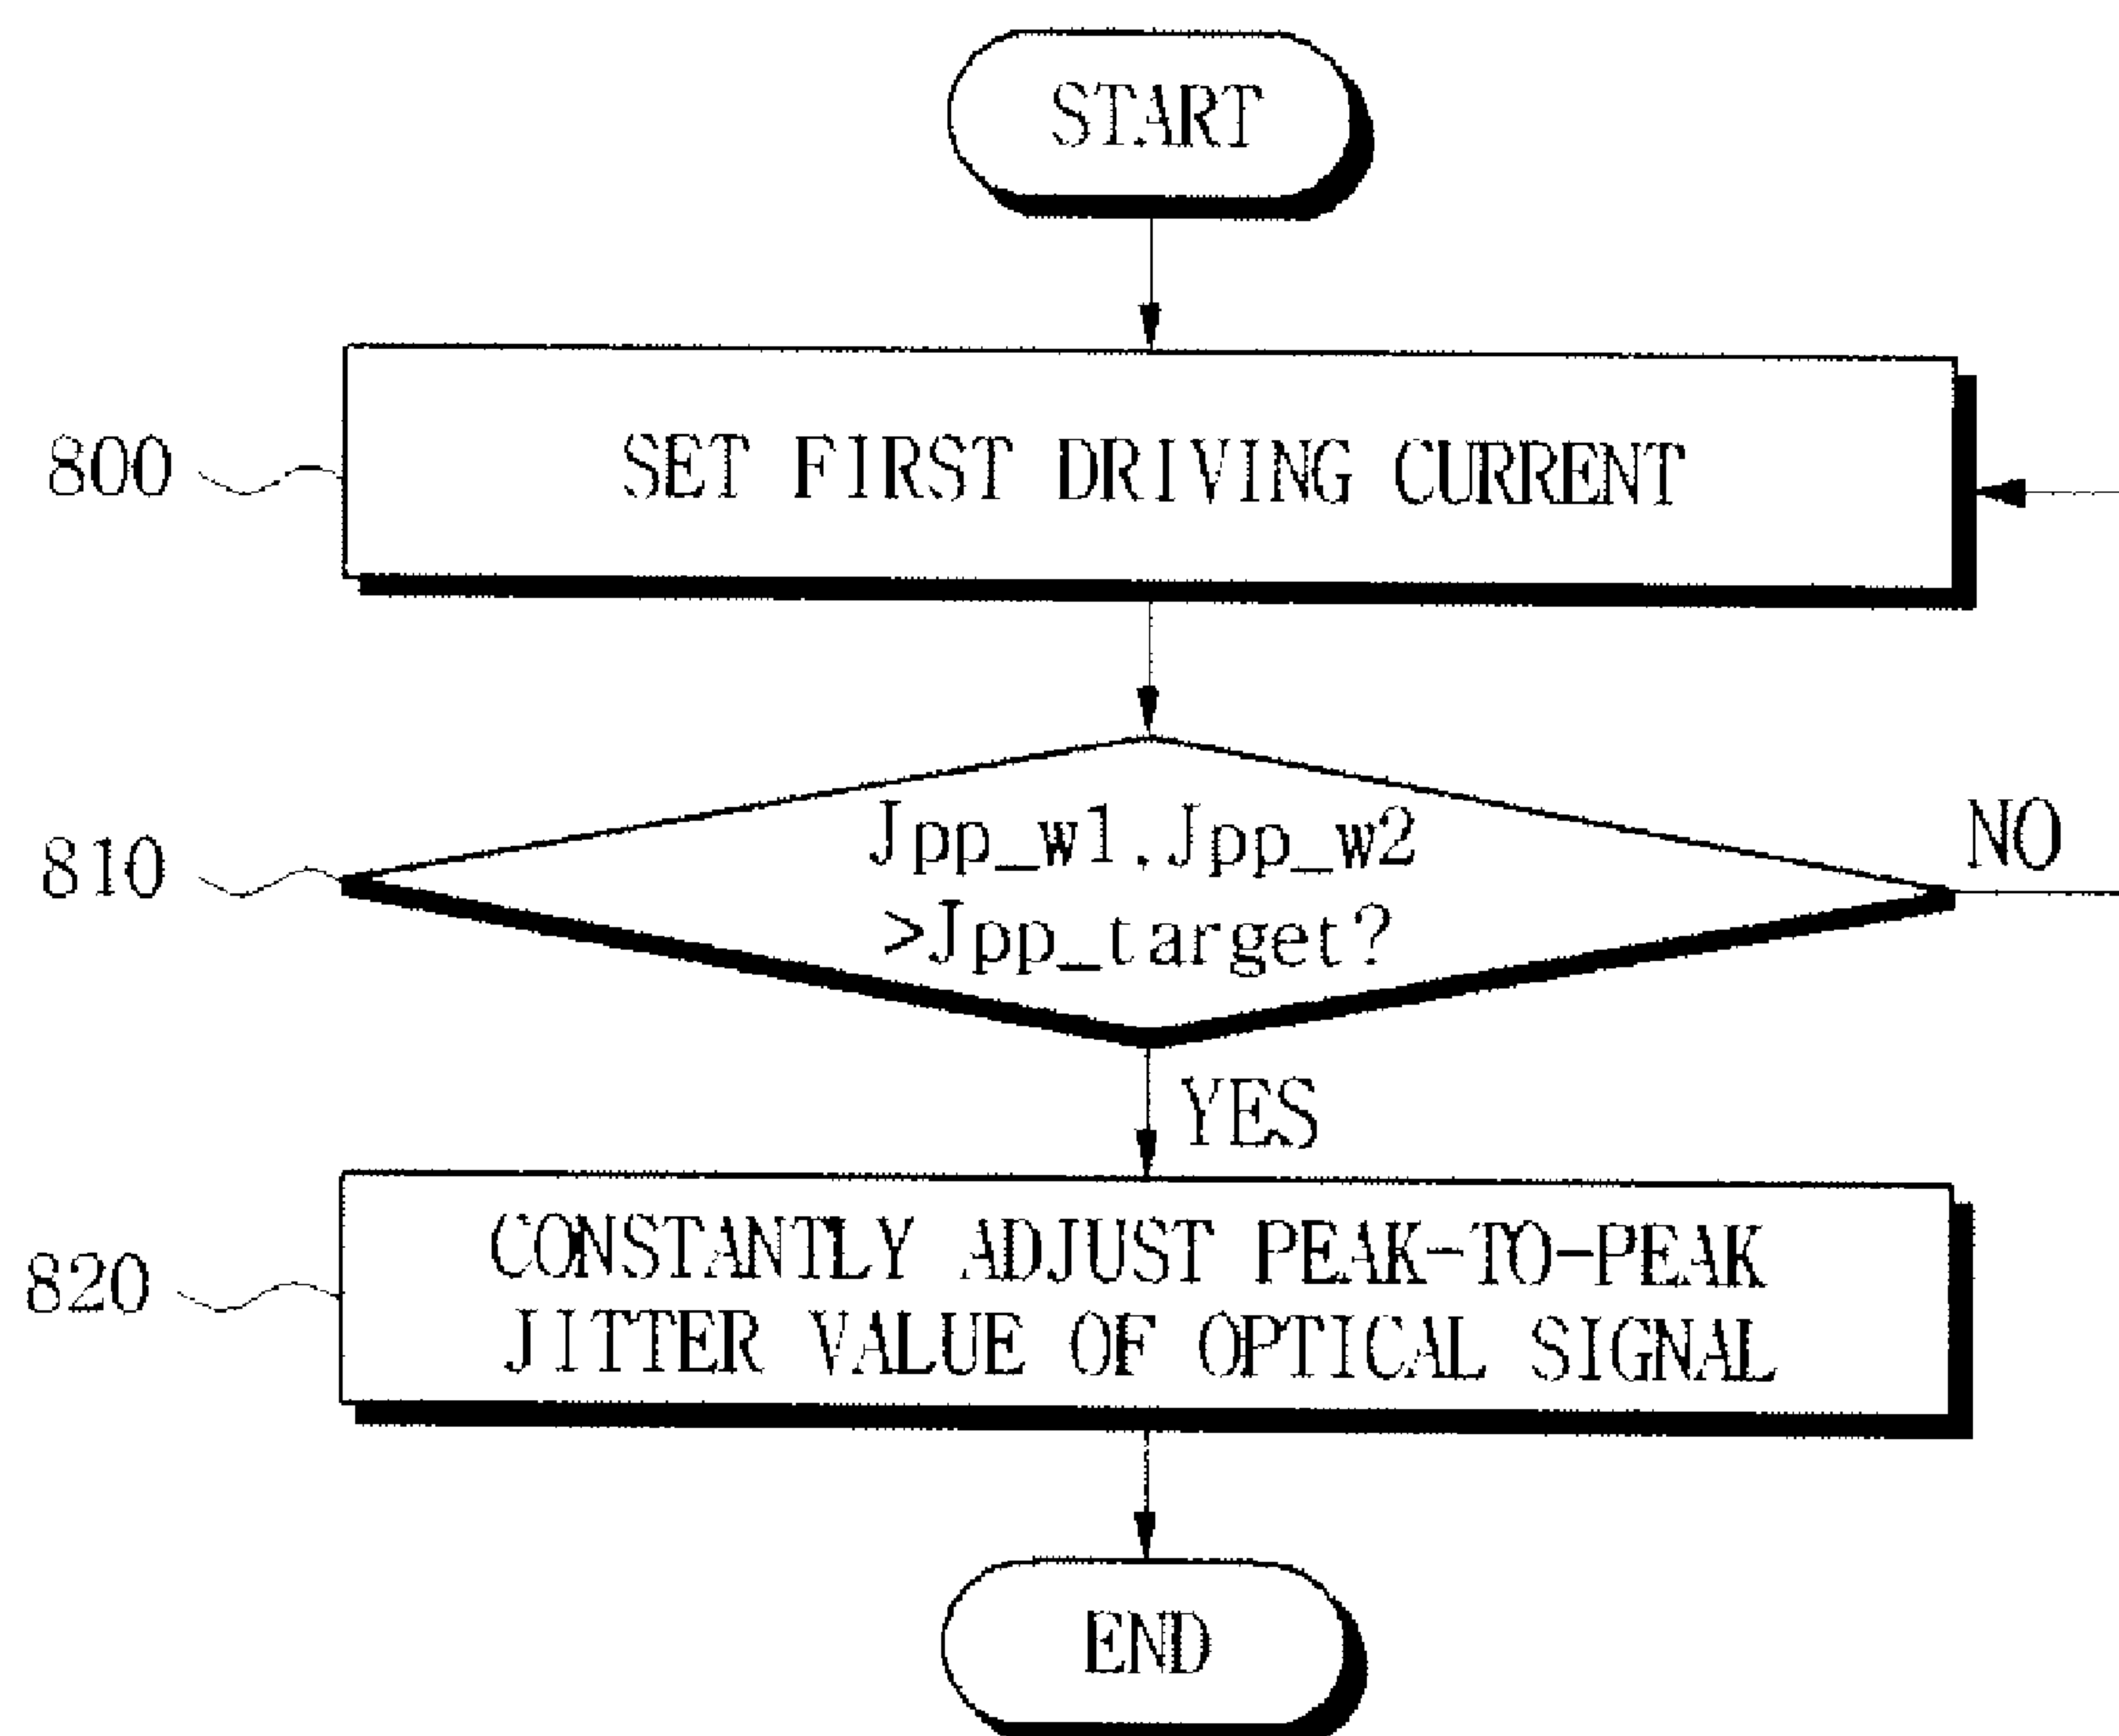 START
800
SET FIRST DRIVING CURRENT
810
Jpp_w1,Jpp_w2
>Jpp_target?
NO
YES
820
CONSTANTLY ADJUST PEAK-TO-PEAK
JITTER VALUE OF OPTICAL SIGNAL
END